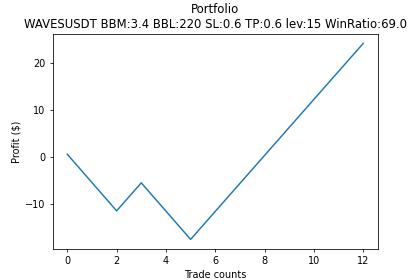 Portfolio
WAVESUSDT BBM:3.4 BBL:220 SL:0.6 TP:0.6 lev:15 WinRatio:69.0
20
10
0
−10
Profit ($)
0 2 4 6 8 10 12
Trade counts